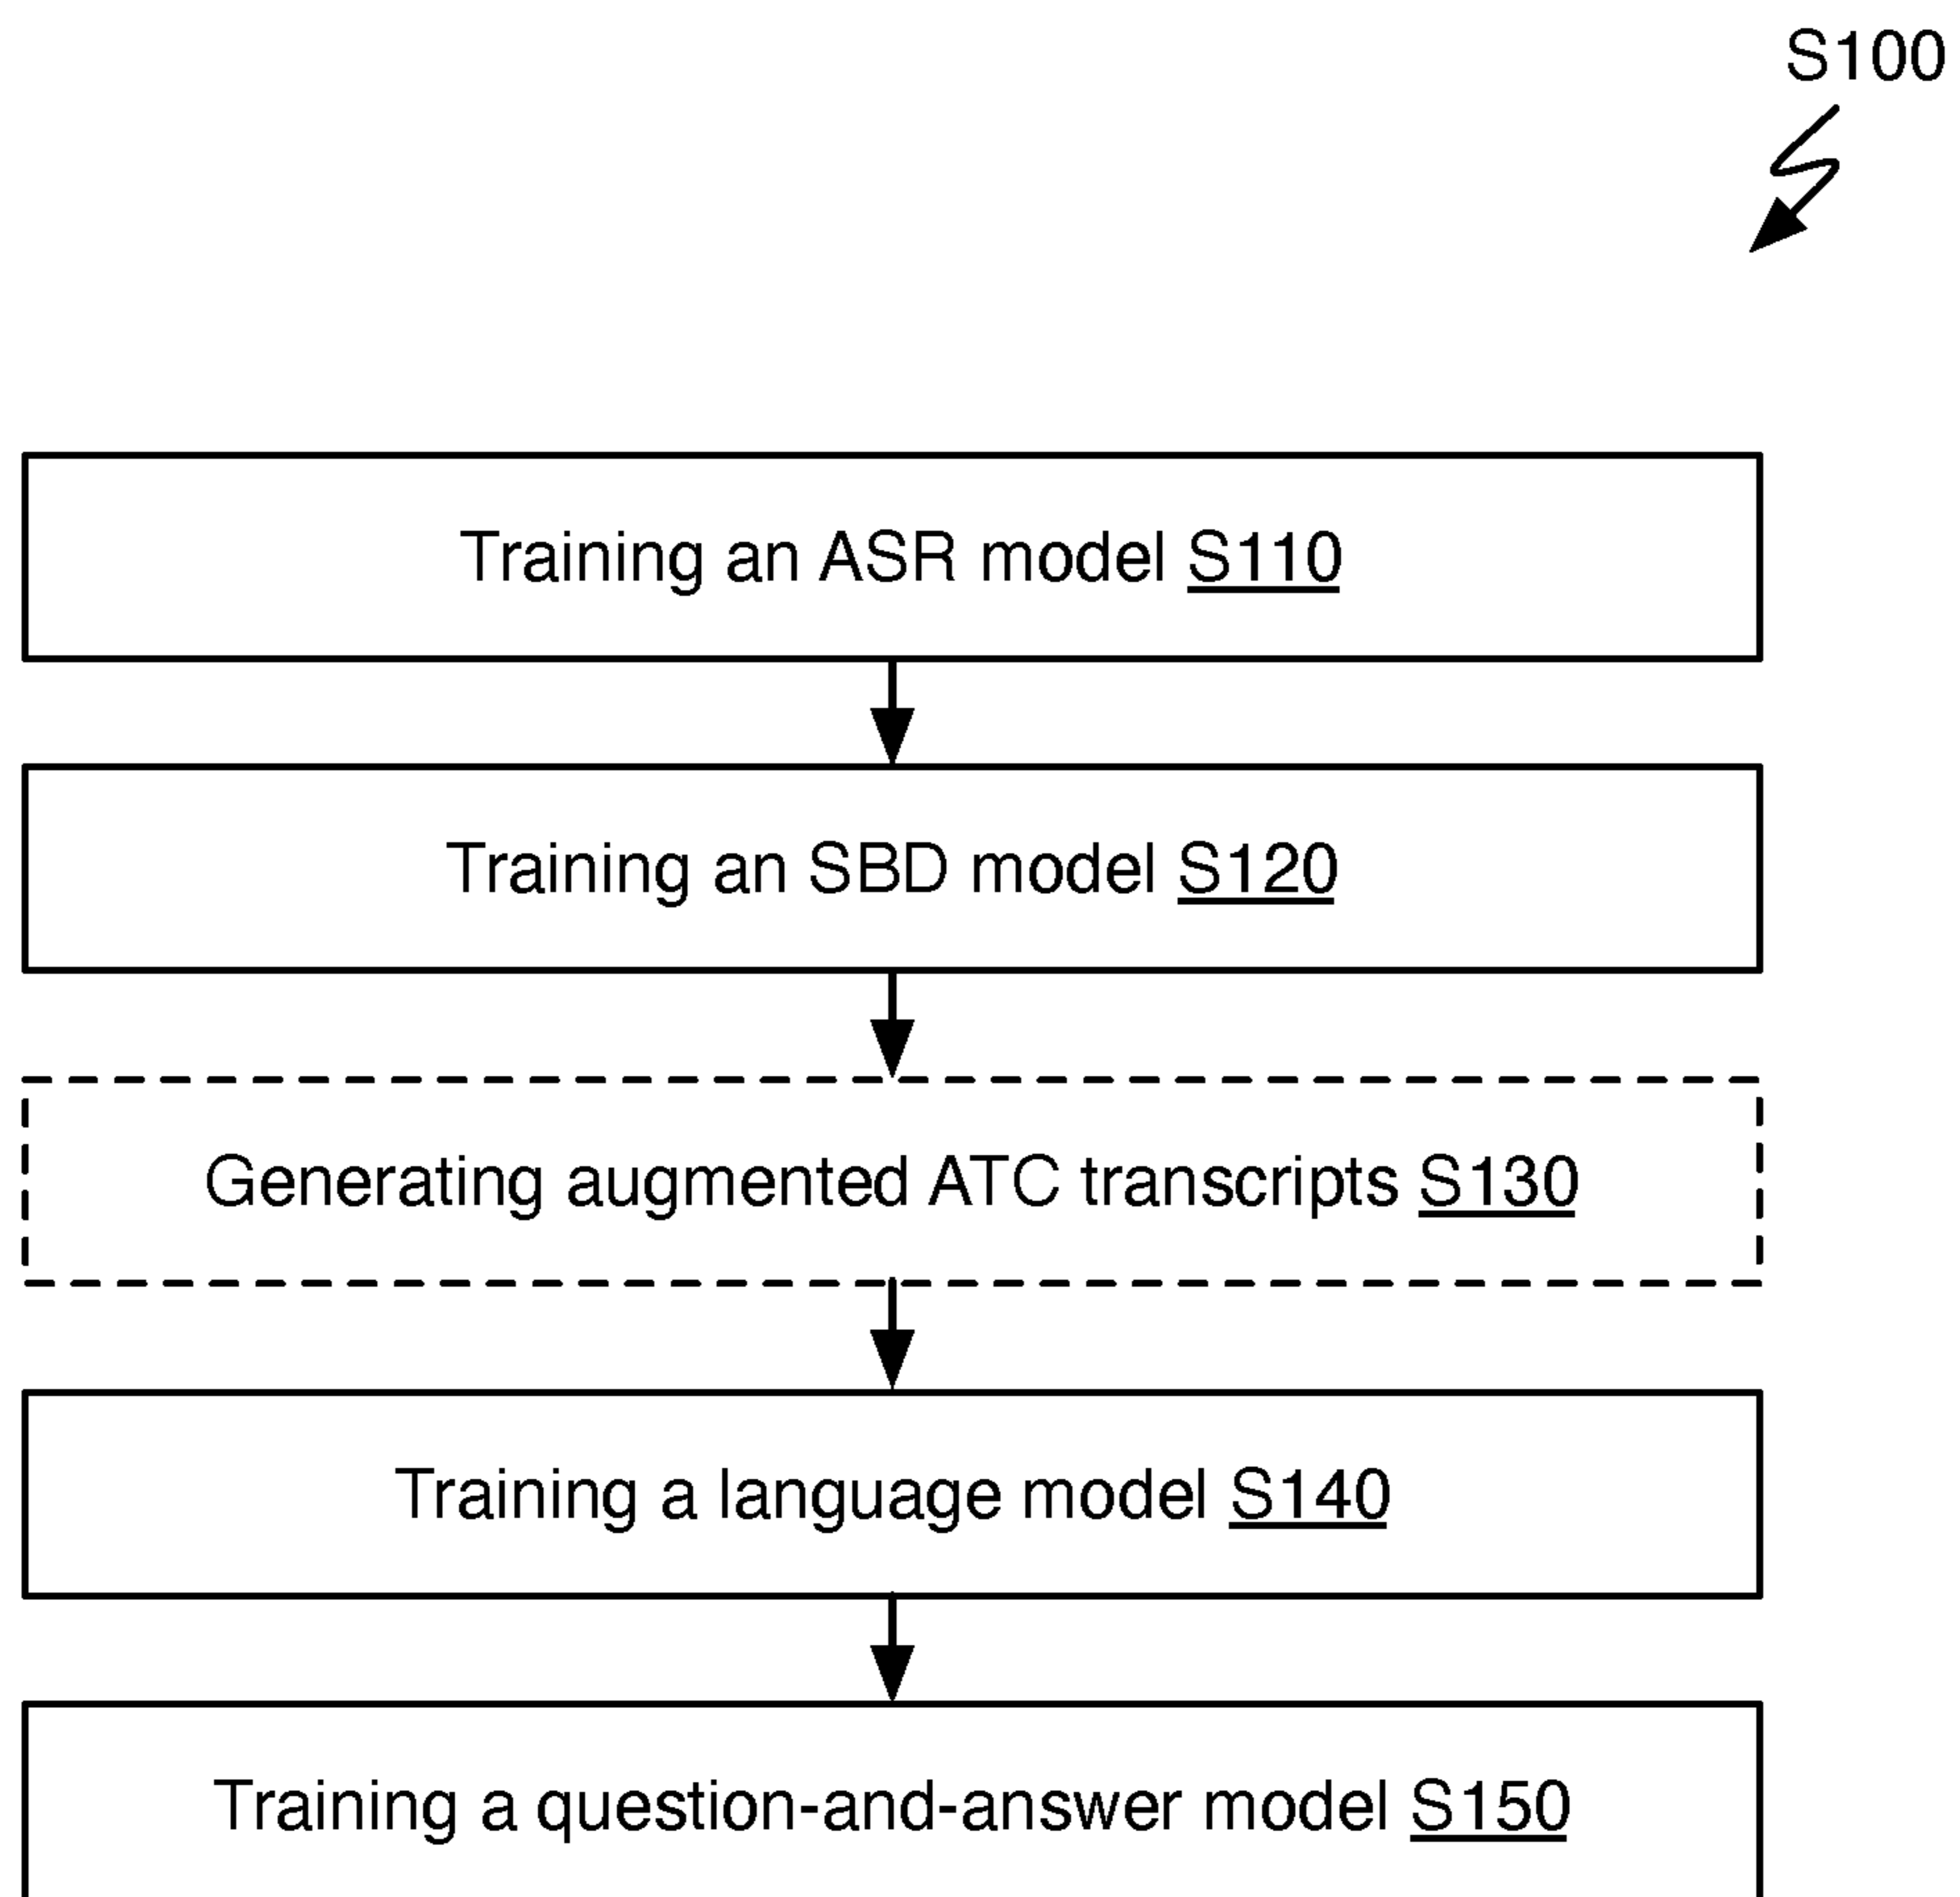 S100
Training an ASR model S110
Training an SBD model S120
Generating augmented ATC transcripts S130
Training a language model S140
Training a question-and-answer model S150